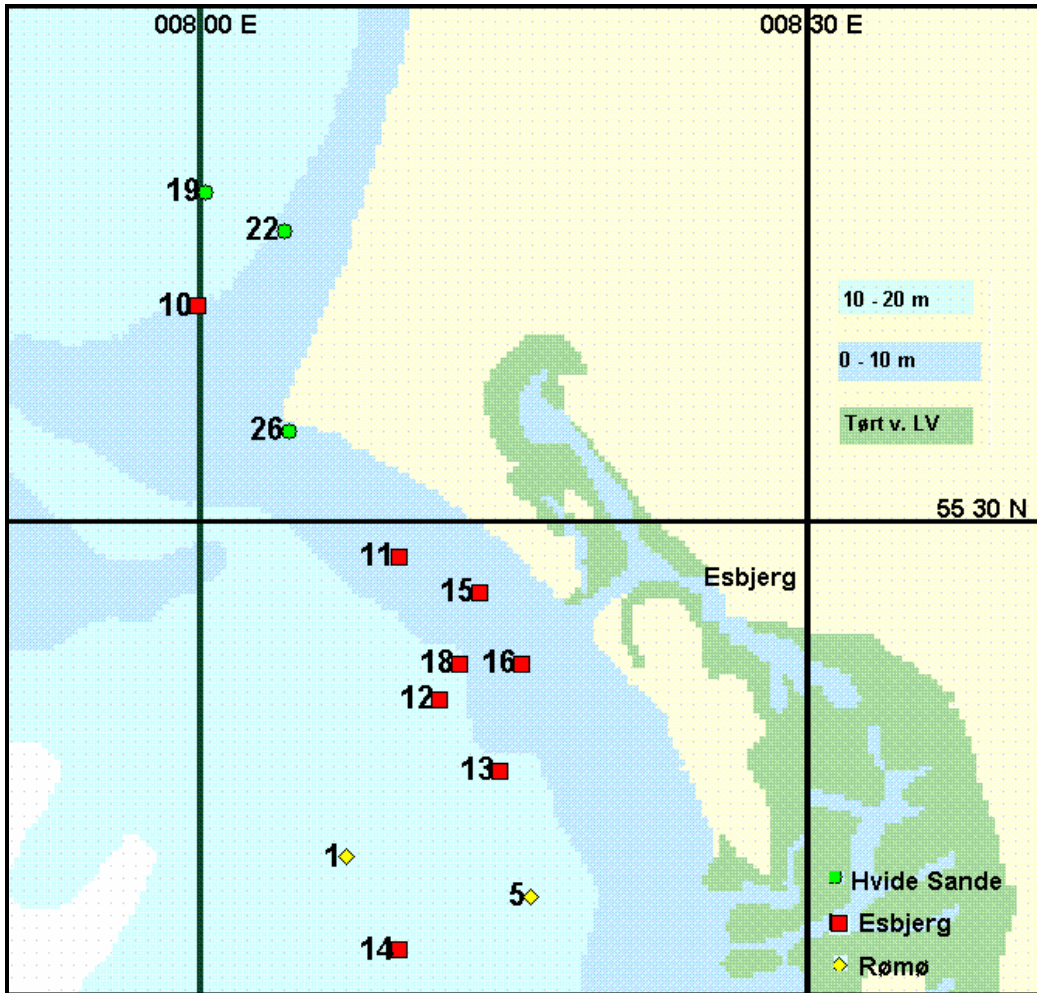 008 00 E
008 30 E
19
22
10
10 - 20 m
0 - 10 m
Tørt v. LV
26
55 30 N
11
15
Esbjerg
18
16
12
13
1
5
14
Hvide Sande
Esbjerg
Rømø